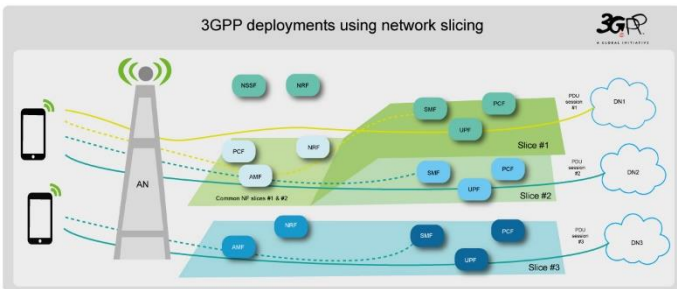 3GPP deployments using network slicing
3GPP
A GLOBAL INITIATIVE
NSSF
NRF
SMF
PCF
PDU
session
#1
DN1
UPF
PCF
NRF
Slice #1
AN
AMF
Common NF slices #1 & #2
SMF
PCF
UPF
Slice #2
PDU
session
#2
DN2
NRF
AMF
SMF
PCF
UPF
Slice #3
PDU
session
#3
DN3